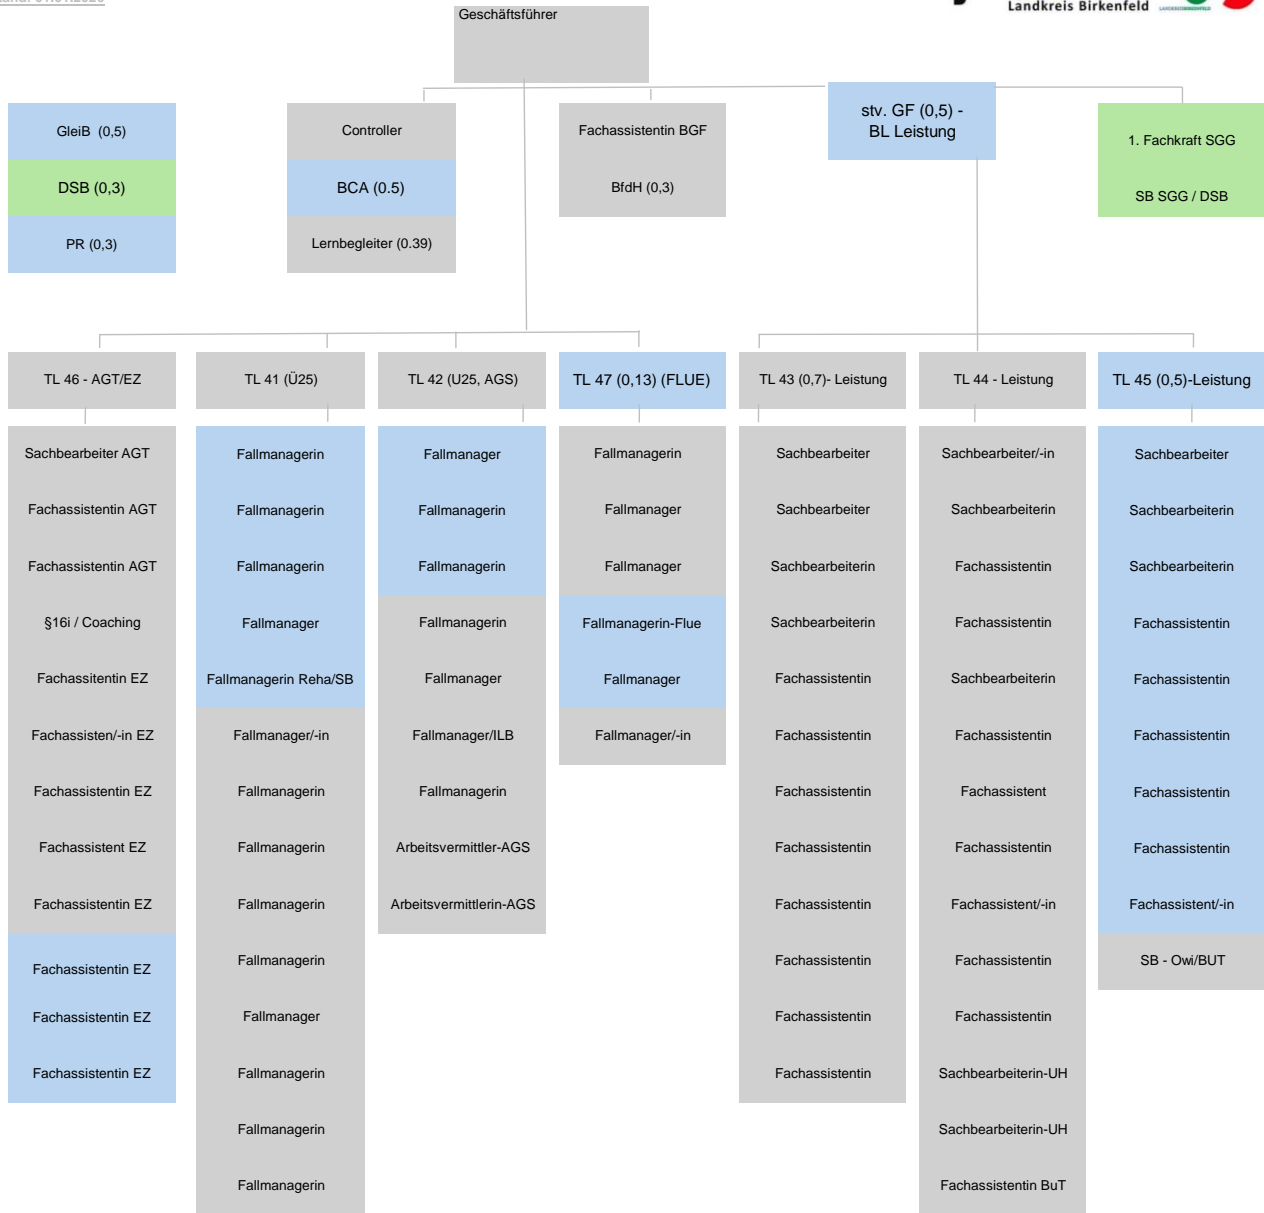 Landkreis Birkenfeld
Geschäftsführer
GleiB (0,5)
DSB (0,3)
PR (0,3)
Controller
BCA (0.5)
Lernbegleiter (0.39)
Fachassistentin BGF
BfdH (0,3)
stv. GF (0,5) -
BL Leistung
1. Fachkraft SGG
SB SGG / DSB
TL 46 - AGT/EZ
Sachbearbeiter AGT
Fachassistentin AGT
Fachassistentin AGT
§16i / Coaching
Fachassitentin EZ
Fachassisten/-in EZ
Fachassistentin EZ
Fachassistent EZ
Fachassistentin EZ
Fachassistentin EZ
Fachassistentin EZ
Fachassistentin EZ
TL 41 (Ü25)
Fallmanagerin
Fallmanagerin
Fallmanagerin
Fallmanager
Fallmanagerin Reha/SB
Fallmanager/-in
Fallmanagerin
Fallmanagerin
Fallmanagerin
Fallmanagerin
Fallmanager
Fallmanagerin
Fallmanagerin
Fallmanagerin
TL 42 (U25, AGS)
Fallmanager
Fallmanagerin
Fallmanagerin
Fallmanagerin
Fallmanager
Fallmanager/ILB
Fallmanagerin
Arbeitsvermittler-AGS
Arbeitsvermittlerin-AGS
TL 47 (0,13) (FLUE)
Fallmanagerin
Fallmanager
Fallmanager
Fallmanagerin-Flue
Fallmanager
Fallmanager/-in
TL 43 (0,7)- Leistung
Sachbearbeiter
Sachbearbeiter
Sachbearbeiterin
Sachbearbeiterin
Fachassistentin
Fachassistentin
Fachassistentin
Fachassistentin
Fachassistentin
Fachassistentin
Fachassistentin
Fachassistentin
TL 44 - Leistung
Sachbearbeiter/-in
Sachbearbeiterin
Fachassistentin
Fachassistentin
Sachbearbeiterin
Fachassistentin
Fachassistent
Fachassistentin
Fachassistent/-in
Fachassistentin
Fachassistentin
Sachbearbeiterin-UH
Sachbearbeiterin-UH
Fachassistentin BuT
TL 45 (0,5)-Leistung
Sachbearbeiter
Sachbearbeiterin
Sachbearbeiterin
Fachassistentin
Fachassistentin
Fachassistentin
Fachassistentin
Fachassistentin
Fachassistent/-in
SB - Owi/BUT